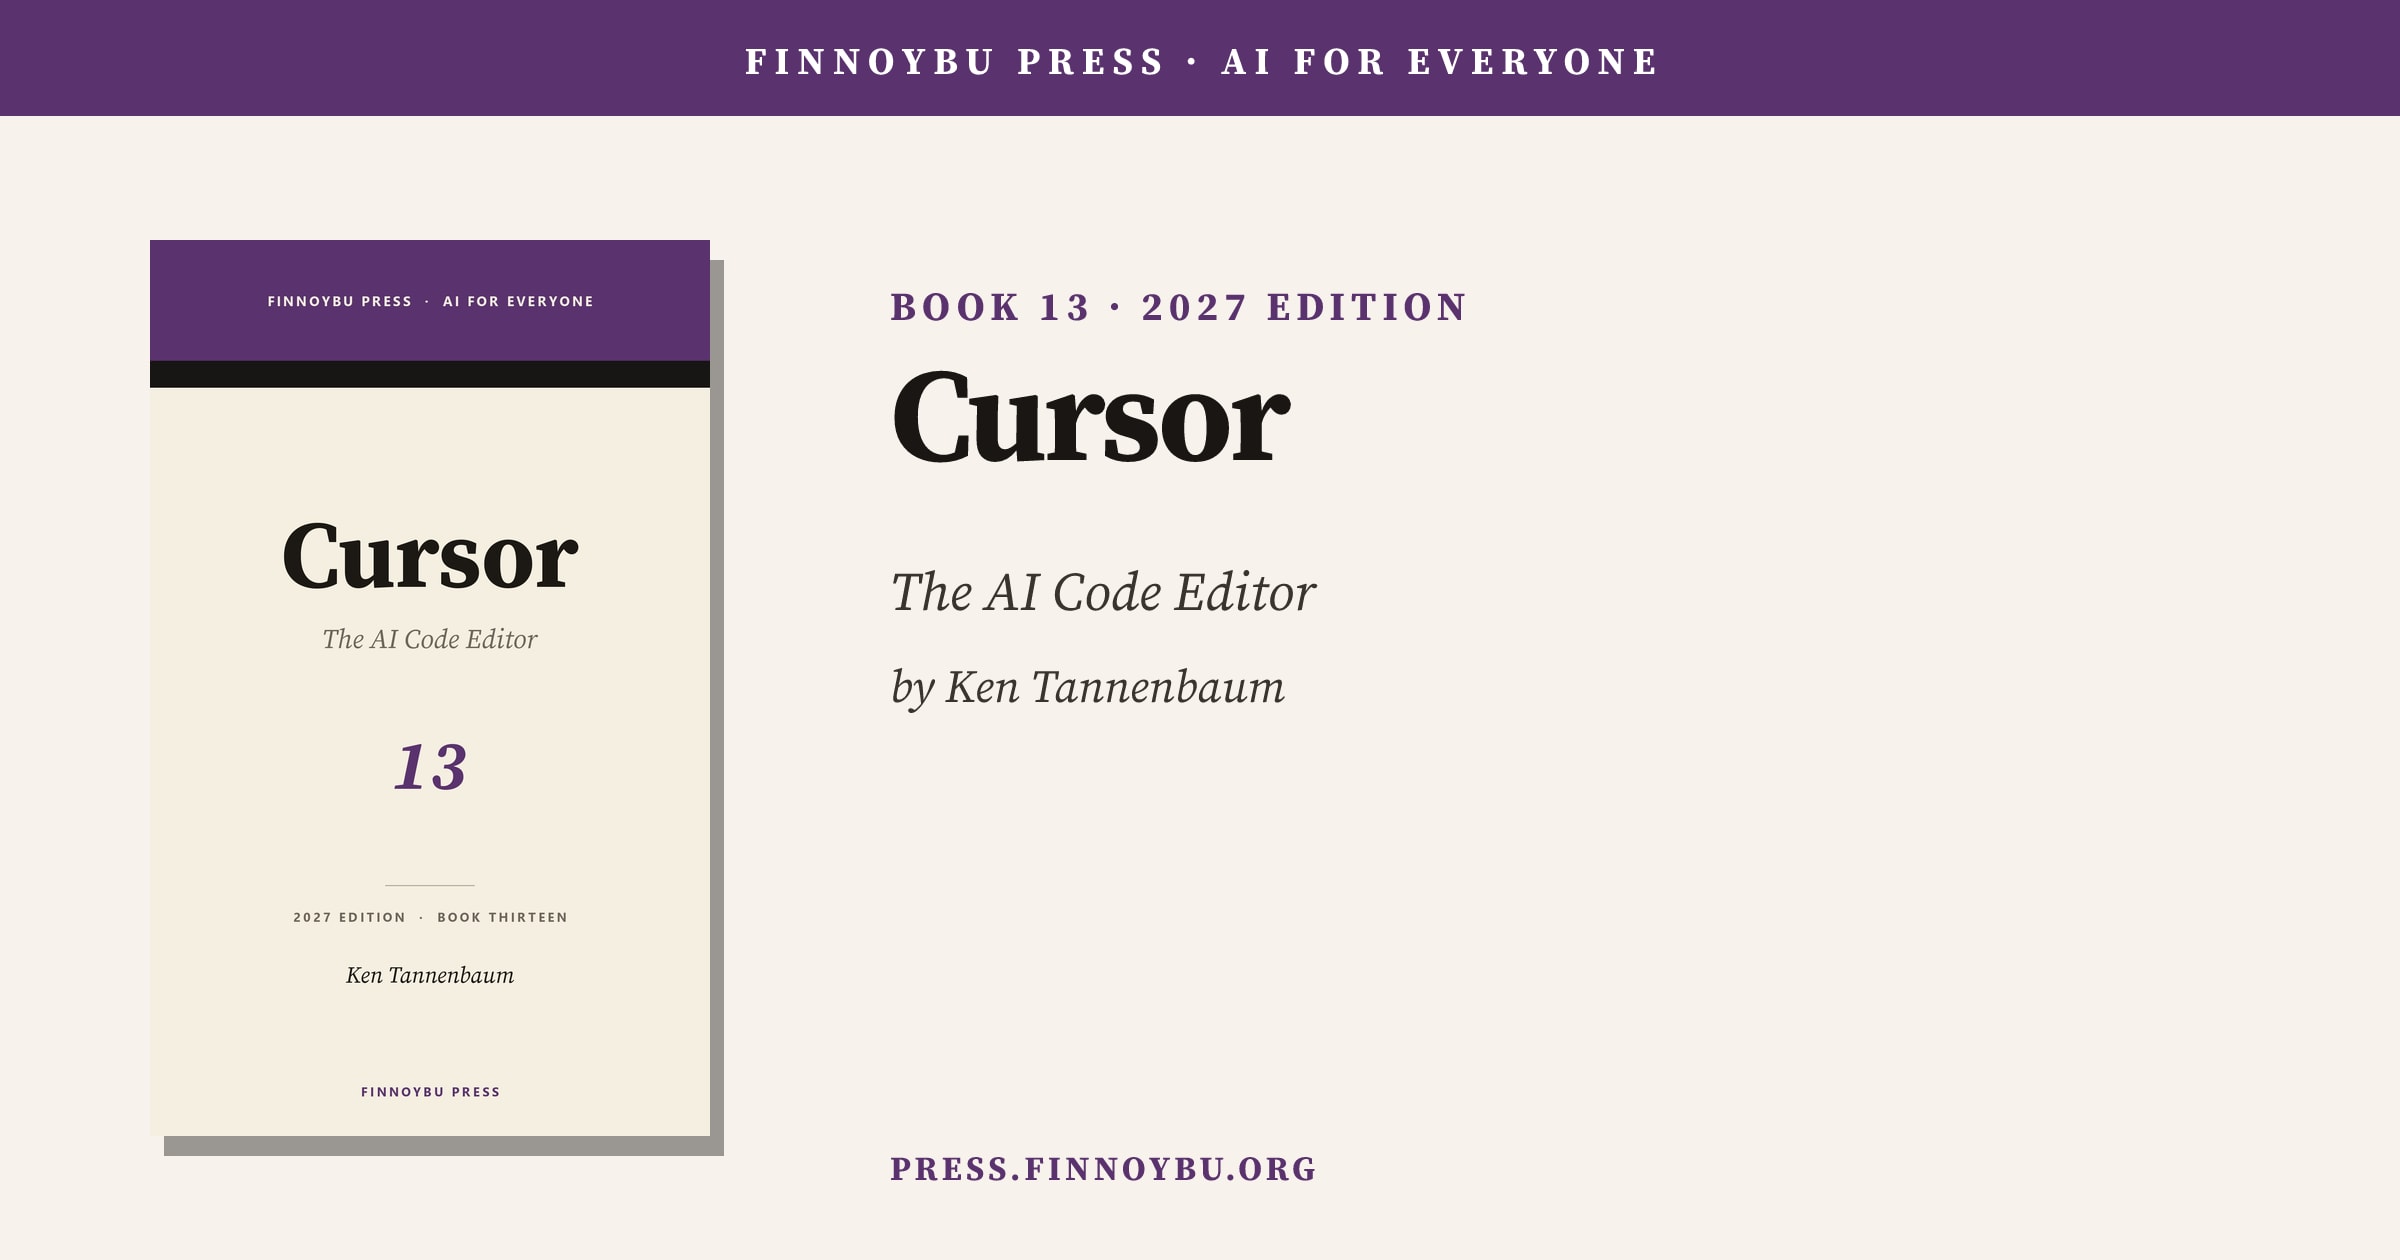 FINNOYBU PRESS · AI FOR EVERYONE
FINNOYBU PRESS · AI FOR EVERYONE
Cursor
The AI Code Editor
13
2027 EDITION · BOOK THIRTEEN
Ken Tannenbaum
FINNOYBU PRESS
BOOK 13 · 2027 EDITION
Cursor
The AI Code Editor
by Ken Tannenbaum
PRESS.FINNOYBU.ORG